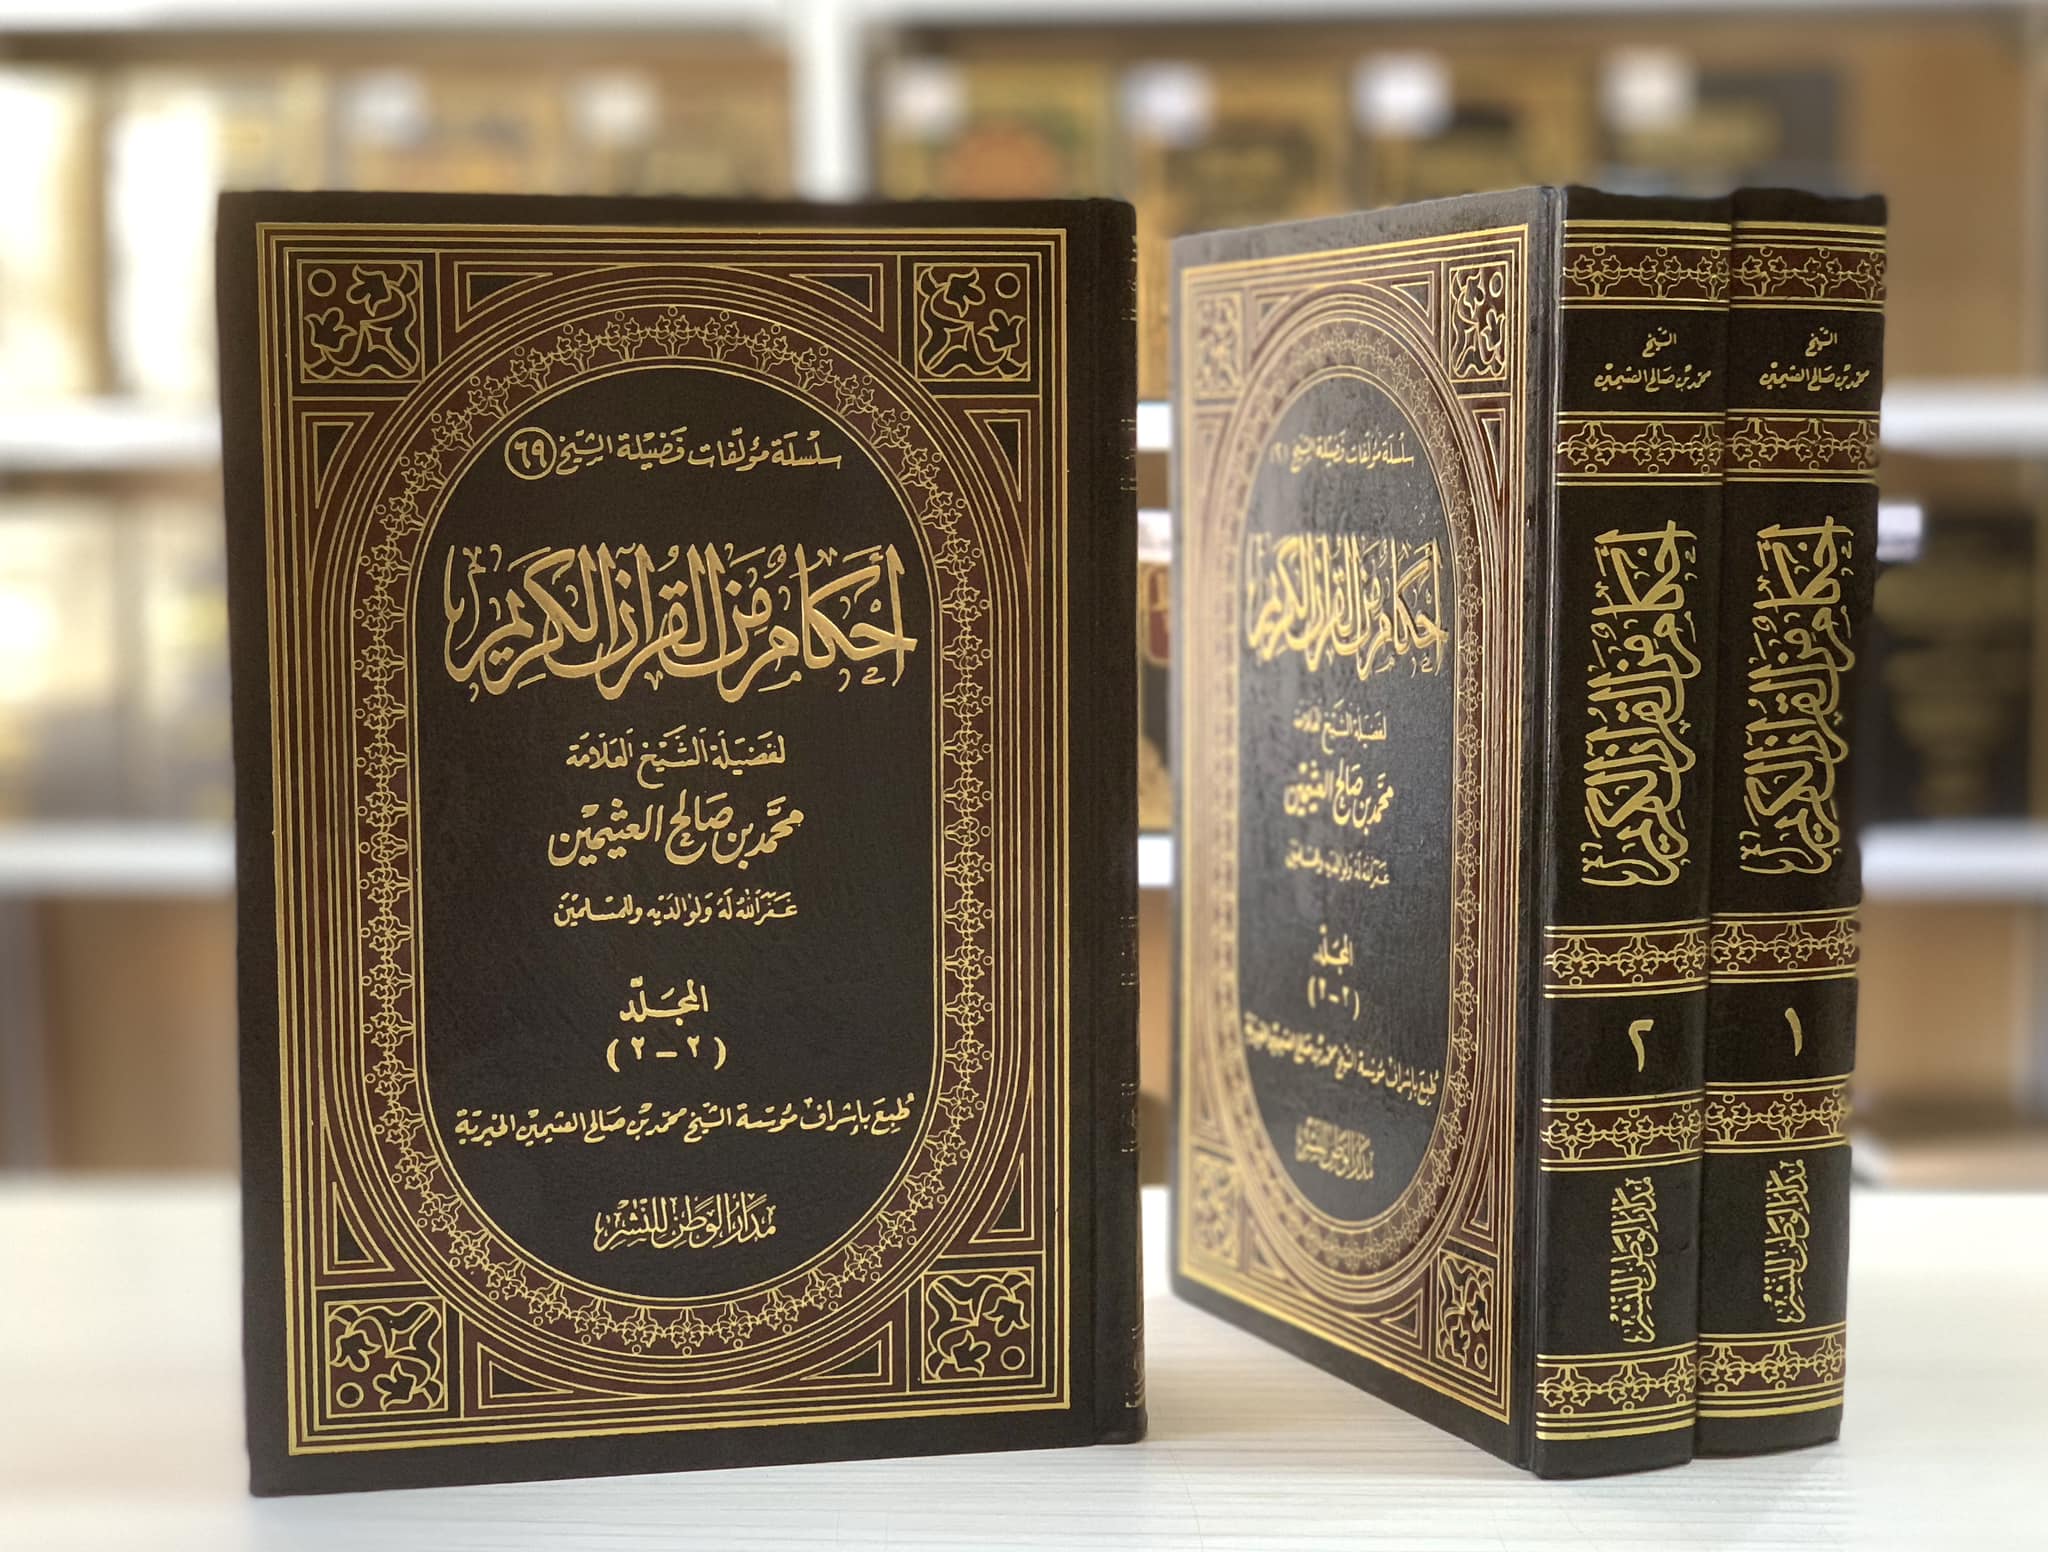 سلسلة مؤلفات فضيلة الشيخ (٦٩)
أحكام من القرآن الكريم
لفضيلة الشيخ العلامة
محمد بن صالح العثيمين
غفر الله له ولوالديه وللمسلمين
المجلد
(٢-٢)
طبع بإشراف مؤسسة الشيخ محمد بن صالح العثيمين الخيرية
مدار الوطن للنشر
سلسلة مؤلفات فضيلة الشيخ
أحكام من القرآن الكريم
لفضيلة الشيخ العلامة
محمد بن صالح العثيمين
غفر الله له ولوالديه وللمسلمين
المجلد
(٢-٢)
طبع بإشراف مؤسسة الشيخ محمد بن صالح العثيمين الخيرية
مدار الوطن للنشر
الشيخ
محمد بن صالح العثيمين
أحكام من القرآن الكريم
٢
مدار الوطن للنشر
الشيخ
محمد بن صالح العثيمين
أحكام من القرآن الكريم
١
مدار الوطن للنشر